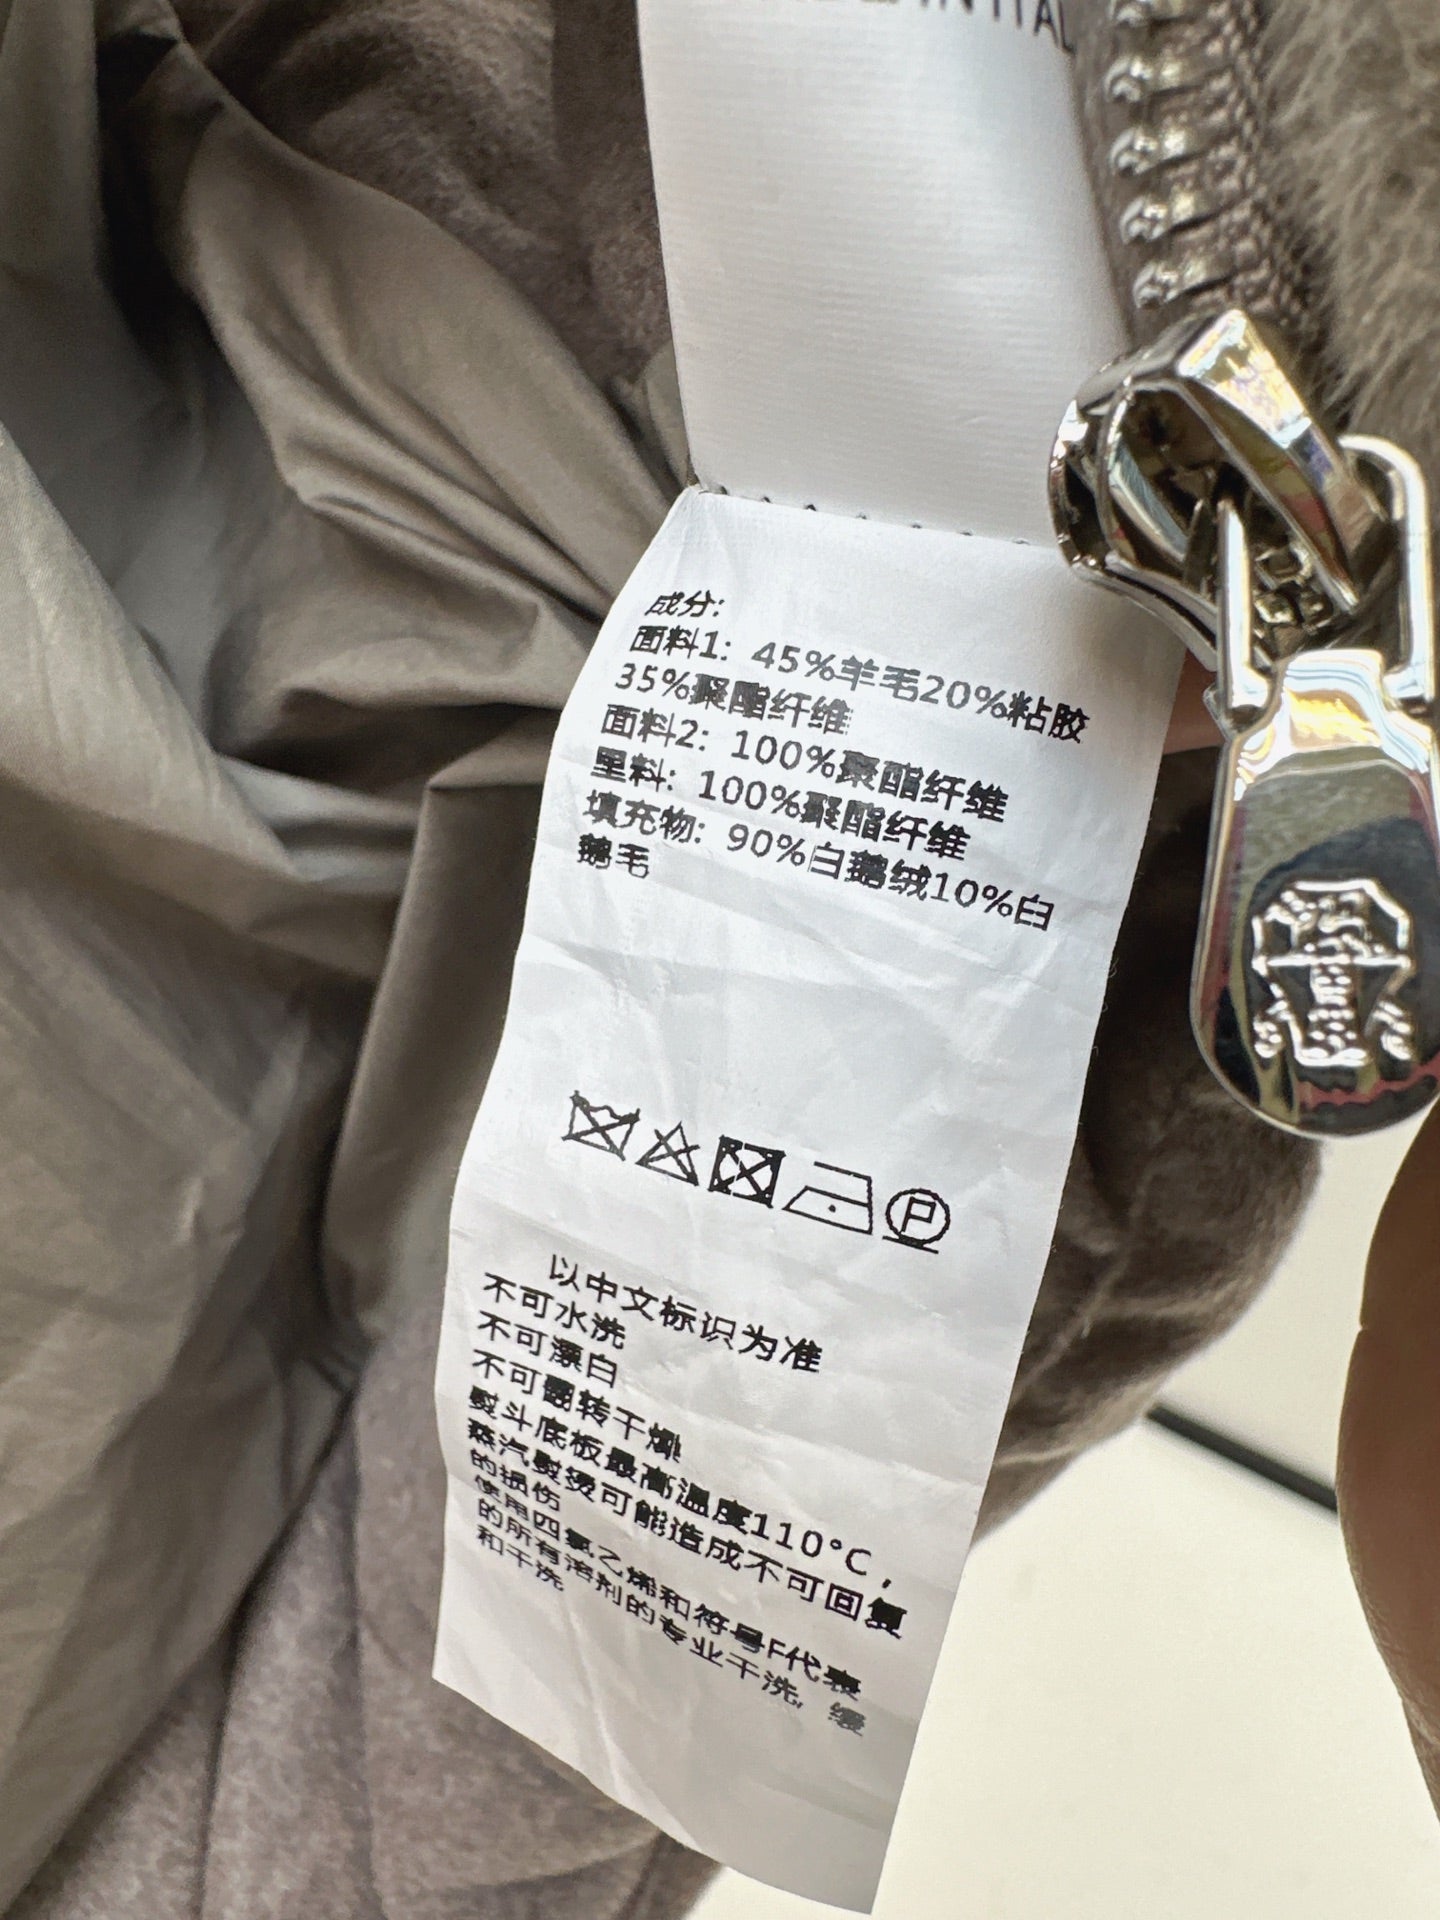 IN ITAL
成分:
面料1: 45%羊毛20%粘胶
35%聚酯纤维
面料2: 100%聚酯纤维
里料: 100%聚酯纤维
填充物: 90%白鹅绒10%白
鹅毛
P
以中文标识为准
不可水洗
不可漂白
不可翻转干燥
熨斗底板最高温度110°C,
蒸汽熨烫可能造成不可回复
的损伤
使用四氯乙烯和符号F代表
的所有溶剂的专业干洗, 缓
和干洗